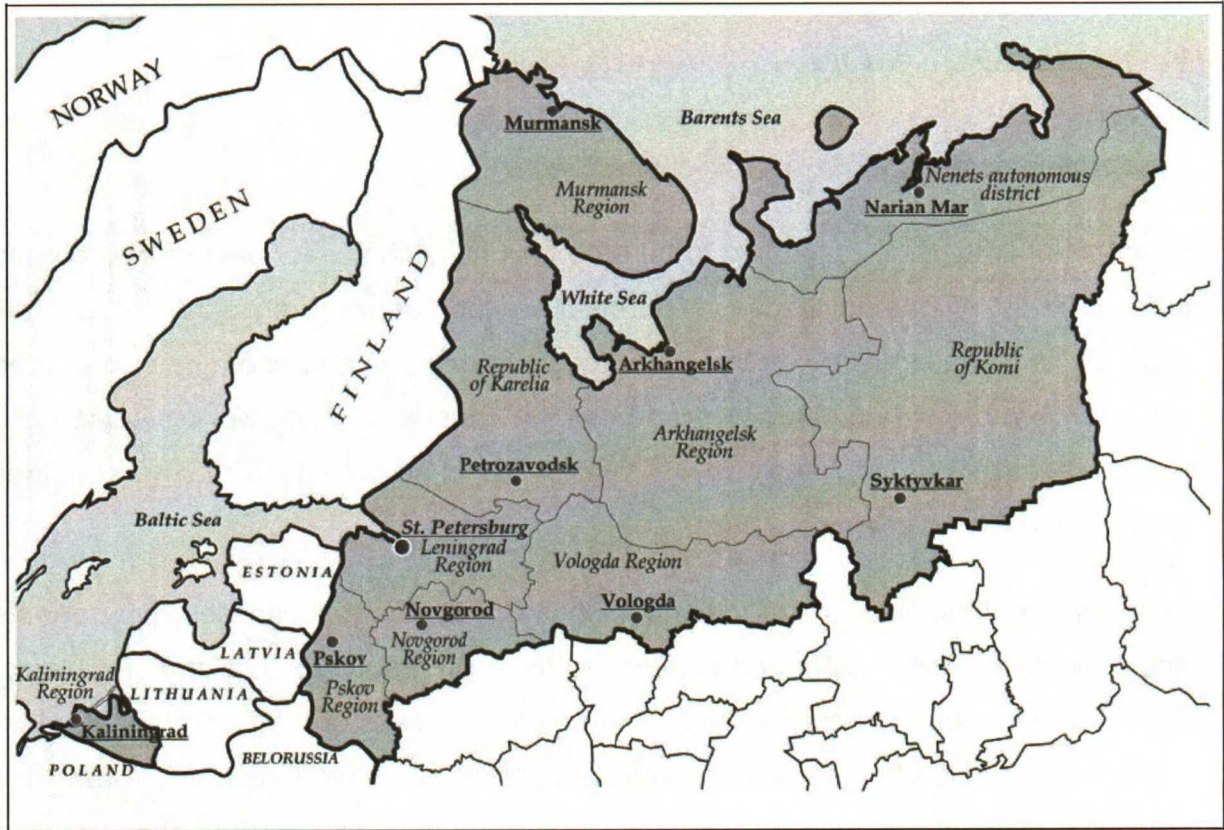 NORWAY
SWEDEN
FINLAND
Murmansk
Barents Sea
Murmansk
Region
Nenets autonomous
district
Narian Mar
White Sea
Arkhangelsk
Republic
of Karelia
Republic
of Komi
Arkhangelsk
Region
Petrozavodsk
Syktyvkar
Baltic Sea
St. Petersburg
Leningrad
Region
ESTONIA
Vologda Region
Novgorod
Vologda
Novgorod
Region
LATVIA
Pskov
Pskov
Region
Kaliningrad
Region
LITHUANIA
Kaliningrad
POLAND
BELORUSSIA